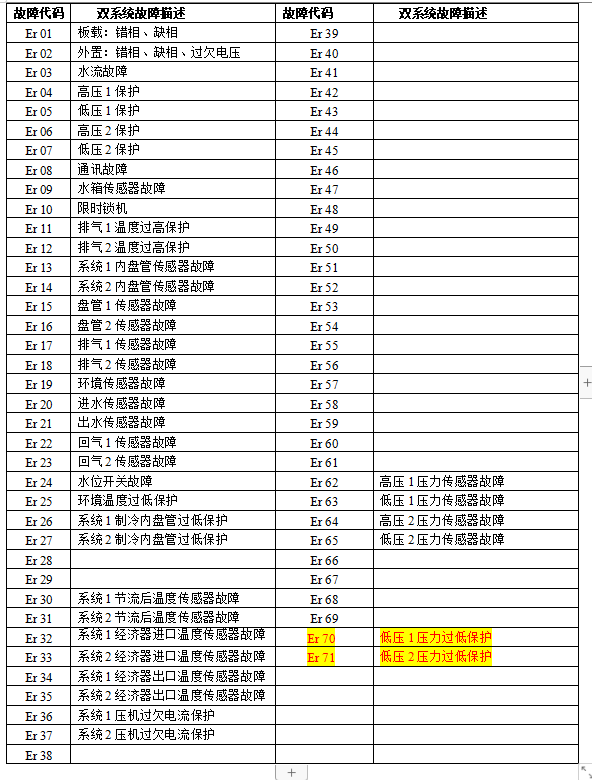 故障代码 双系统故障描述 故障代码 双系统故障描述
Er 01 板载：错相、缺相 Er 39
Er 02 外置：错相、缺相、过欠电压 Er 40
Er 03 水流故障 Er 41
Er 04 高压1保护 Er 42
Er 05 低压1保护 Er 43
Er 06 高压2保护 Er 44
Er 07 低压2保护 Er 45
Er 08 通讯故障 Er 46
Er 09 水箱传感器故障 Er 47
Er 10 限时锁机 Er 48
Er 11 排气1温度过高保护 Er 49
Er 12 排气2温度过高保护 Er 50
Er 13 系统1内盘管传感器故障 Er 51
Er 14 系统2内盘管传感器故障 Er 52
Er 15 盘管1传感器故障 Er 53
Er 16 盘管2传感器故障 Er 54
Er 17 排气1传感器故障 Er 55
Er 18 排气2传感器故障 Er 56
Er 19 环境传感器故障 Er 57
Er 20 进水传感器故障 Er 58
Er 21 出水传感器故障 Er 59
Er 22 回气1传感器故障 Er 60
Er 23 回气2传感器故障 Er 61
Er 24 水位开关故障 Er 62 高压1压力传感器故障
Er 25 环境温度过低保护 Er 63 低压1压力传感器故障
Er 26 系统1制冷内盘管过低保护 Er 64 高压2压力传感器故障
Er 27 系统2制冷内盘管过低保护 Er 65 低压2压力传感器故障
Er 28 Er 66
Er 29 Er 67
Er 30 系统1节流后温度传感器故障 Er 68
Er 31 系统2节流后温度传感器故障 Er 69
Er 32 系统1经济器进口温度传感器故障 Er 70 低压1压力过低保护
Er 33 系统2经济器进口温度传感器故障 Er 71 低压2压力过低保护
Er 34 系统1经济器出口温度传感器故障
Er 35 系统2经济器出口温度传感器故障
Er 36 系统1压机过欠电流保护
Er 37 系统2压机过欠电流保护
Er 38